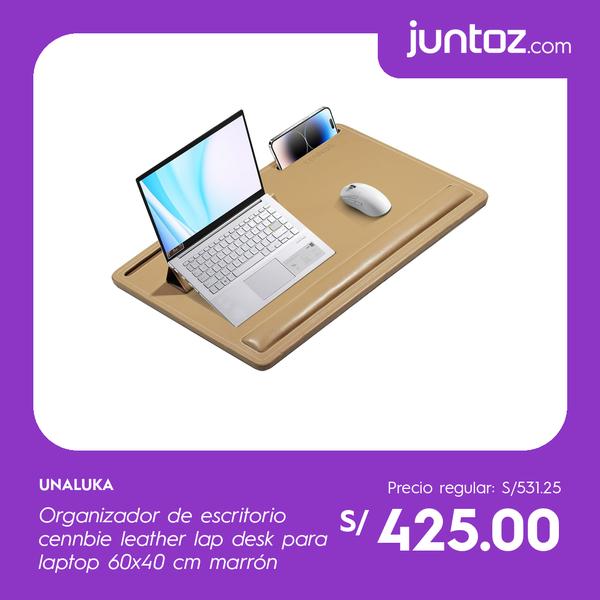 juntoz.com
UNALUKA
Organizador de escritorio
cennbie leather lap desk para
laptop 60x40 cm marrón
Precio regular: S/531.25
S/ 425.00